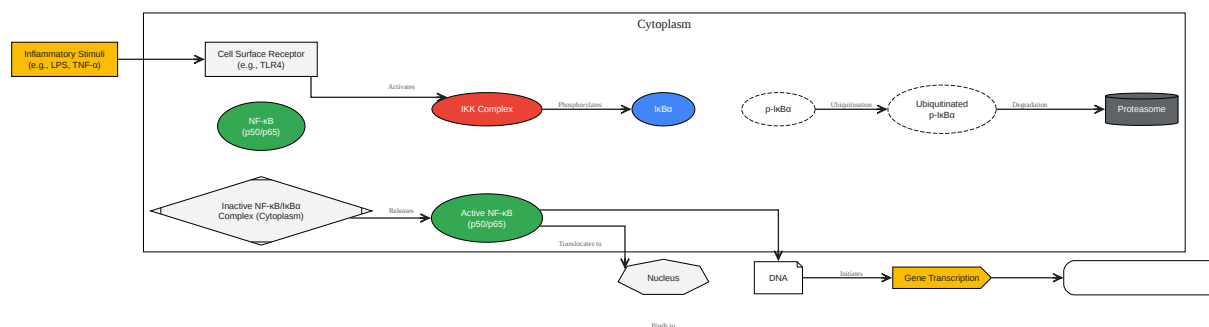 Cytoplasm
Inflammatory Stimuli
(e.g., LPS, TNF-α)
Cell Surface Receptor
(e.g., TLR4)
Activates
NF-κB
(p50/p65)
IKK Complex
Phosphorylates
IκBα
p-IκBα
Ubiquitination
Ubiquitinated
p-IκBα
Degradation
Proteasome
Inactive NF-κB/IκBα
Complex (Cytoplasm)
Releases
Active NF-κB
(p50/p65)
Translocates to
Nucleus
DNA
Initiates
Gene Transcription
Binds to